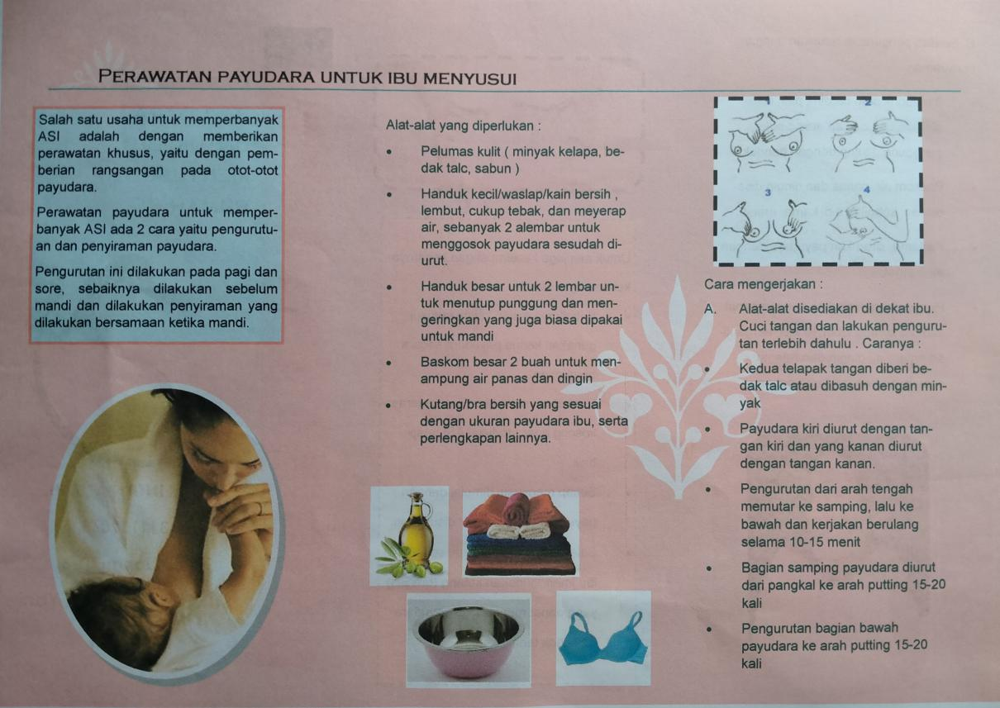 PERAWATAN PAYUDARA UNTUK IBU MENYUSUI
Salah satu usaha untuk memperbanyak
ASI adalah dengan memberikan
perawatan khusus, yaitu dengan pem-
berian rangsangan pada otot-otot
payudara.
Perawatan payudara untuk memper-
banyak ASI ada 2 cara yaitu pengurutu-
an dan penyiraman payudara.
Pengurutan ini dilakukan pada pagi dan
sore, sebaiknya dilakukan sebelum
mandi dan dilakukan penyiraman yang
dilakukan bersamaan ketika mandi.
Alat-alat yang diperlukan :
• Pelumas kulit ( minyak kelapa, be-
dak talc, sabun )
• Handuk kecil/waslap/kain bersih ,
lembut, cukup tebak, dan meyerap
air, sebanyak 2 alembar untuk
menggosok payudara sesudah di-
urut.
• Handuk besar untuk 2 lembar un-
tuk menutup punggung dan men-
geringkan yang juga biasa dipakai
untuk mandi
• Baskom besar 2 buah untuk men-
ampung air panas dan dingin
• Kutang/bra bersih yang sesuai
dengan ukuran payudara ibu, serta
perlengkapan lainnya.
1 2
3 4
Cara mengerjakan :
A. Alat-alat disediakan di dekat ibu.
Cuci tangan dan lakukan penguru-
tan terlebih dahulu . Caranya :
• Kedua telapak tangan diberi be-
dak talc atau dibasuh dengan min-
yak
• Payudara kiri diurut dengan tan-
gan kiri dan yang kanan diurut
dengan tangan kanan.
• Pengurutan dari arah tengah
memutar ke samping, lalu ke
bawah dan kerjakan berulang
selama 10-15 menit
• Bagian samping payudara diurut
dari pangkal ke arah putting 15-20
kali
• Pengurutan bagian bawah
payudara ke arah putting 15-20
kali